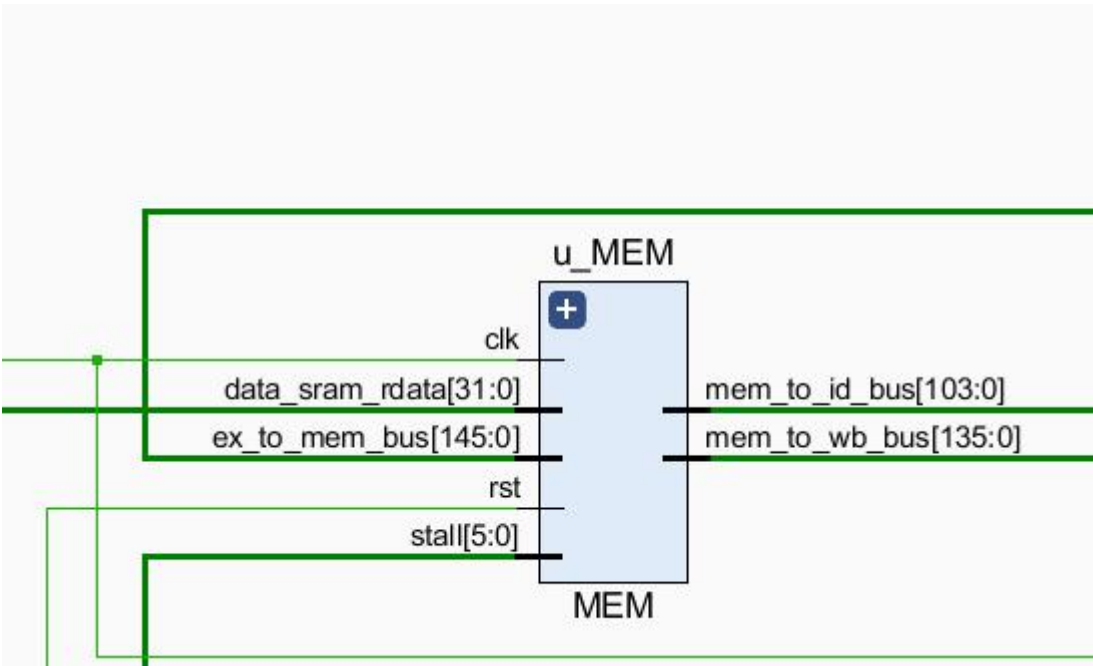 u_MEM
clk
data_sram_rdata[31:0]
ex_to_mem_bus[145:0]
rst
stall[5:0]
mem_to_id_bus[103:0]
mem_to_wb_bus[135:0]
MEM